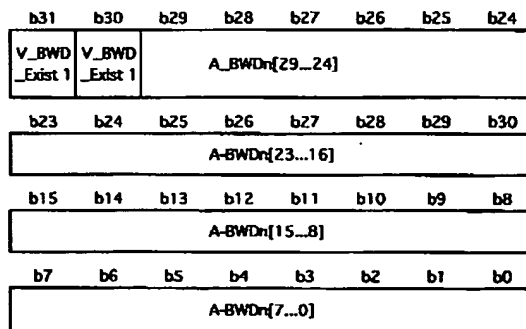 b31 b30 b29 b28 b27 b26 b25 b24
V_BWD V_BWD
_Exist 1 _Exist 1 A_BWDn[29...24]
b23 b24 b25 b26 b27 b28 b29 b30
A-BWDn[23...16]
b15 b14 b13 b12 b11 b10 b9 b8
A-BWDn[15...8]
b7 b6 b5 b4 b3 b2 b1 b0
A-BWDn[7...0]